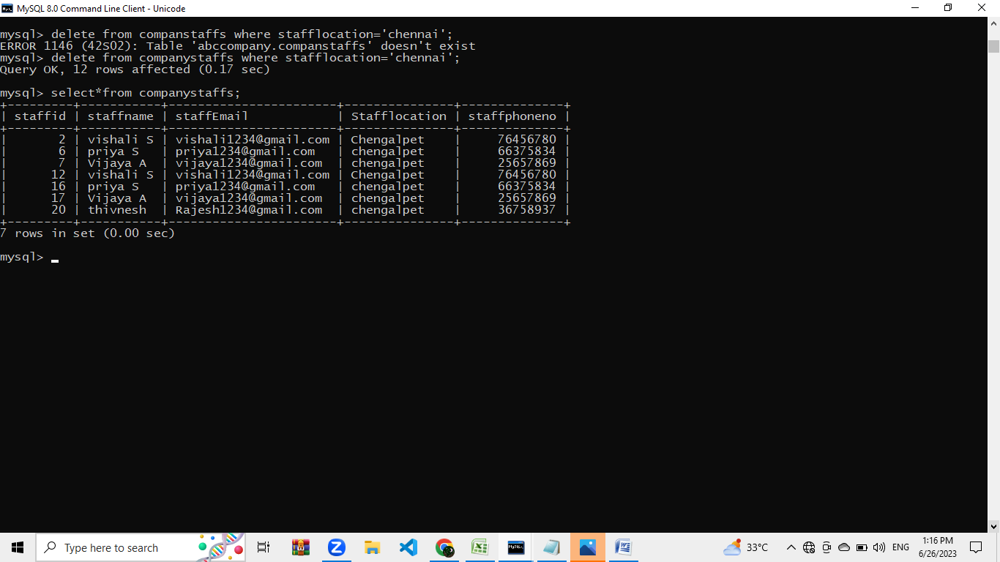 MySQL 8.0 Command Line Client - Unicode
mysql> delete from companstaffs where stafflocation='chennai';
ERROR 1146 (42S02): Table 'abccompany.companstaffs' doesn't exist
mysql> delete from companystaffs where stafflocation='chennai';
Query OK, 12 rows affected (0.17 sec)
mysql> select*from companystaffs;
+---------+-----------+-----------------------+---------------+--------------+
| staffid | staffname | staffEmail            | Stafflocation | staffphoneno |
+---------+-----------+-----------------------+---------------+--------------+
|       2 | vishali S | vishali1234@gmail.com | Chengalpet    |     76456780 |
|       6 | priya S   | priya1234@gmail.com   | chengalpet    |     66375834 |
|       7 | Vijaya A  | vijaya1234@gmail.com  | chengalpet    |     25657869 |
|      12 | vishali S | vishali1234@gmail.com | Chengalpet    |     76456780 |
|      16 | priya S   | priya1234@gmail.com   | chengalpet    |     66375834 |
|      17 | Vijaya A  | vijaya1234@gmail.com  | chengalpet    |     25657869 |
|      20 | thivnesh  | Rajesh1234@gmail.com  | chengalpet    |     36758937 |
+---------+-----------+-----------------------+---------------+--------------+
7 rows in set (0.00 sec)
mysql> _
Type here to search
33°C
ENG
1:16 PM
6/26/2023